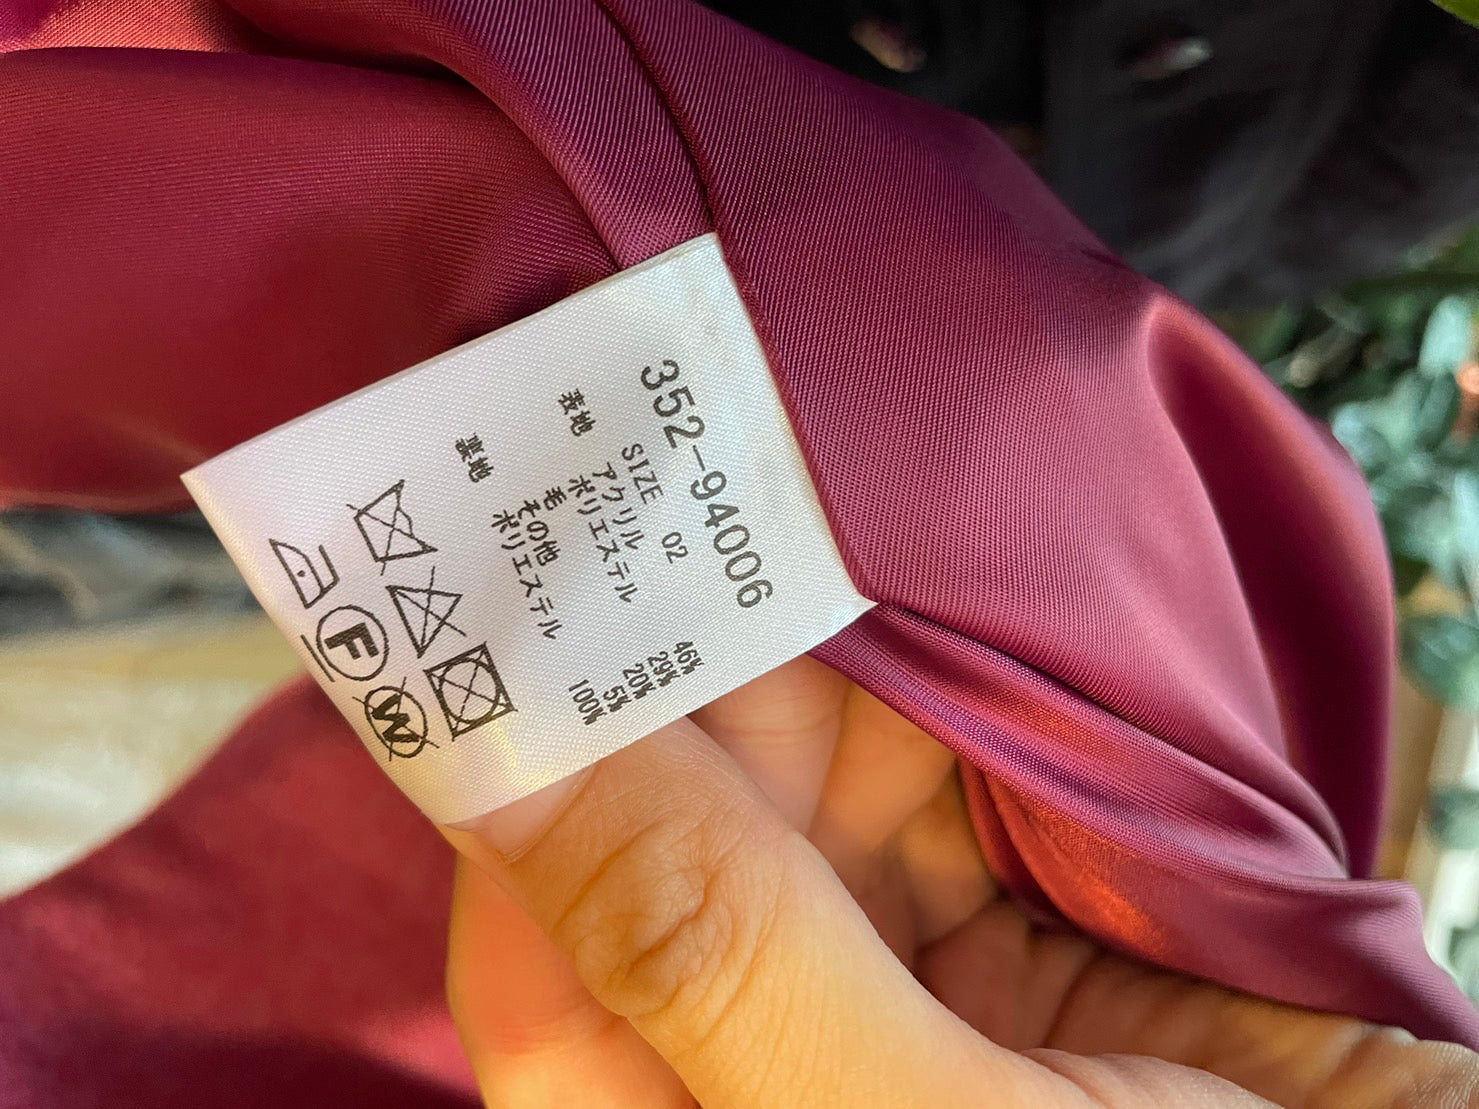 352-94006
SIZE 02
表地 アクリル 46%
ポリエステル 29%
毛 20%
その他 5%
裏地 ポリエステル 100%
F
W